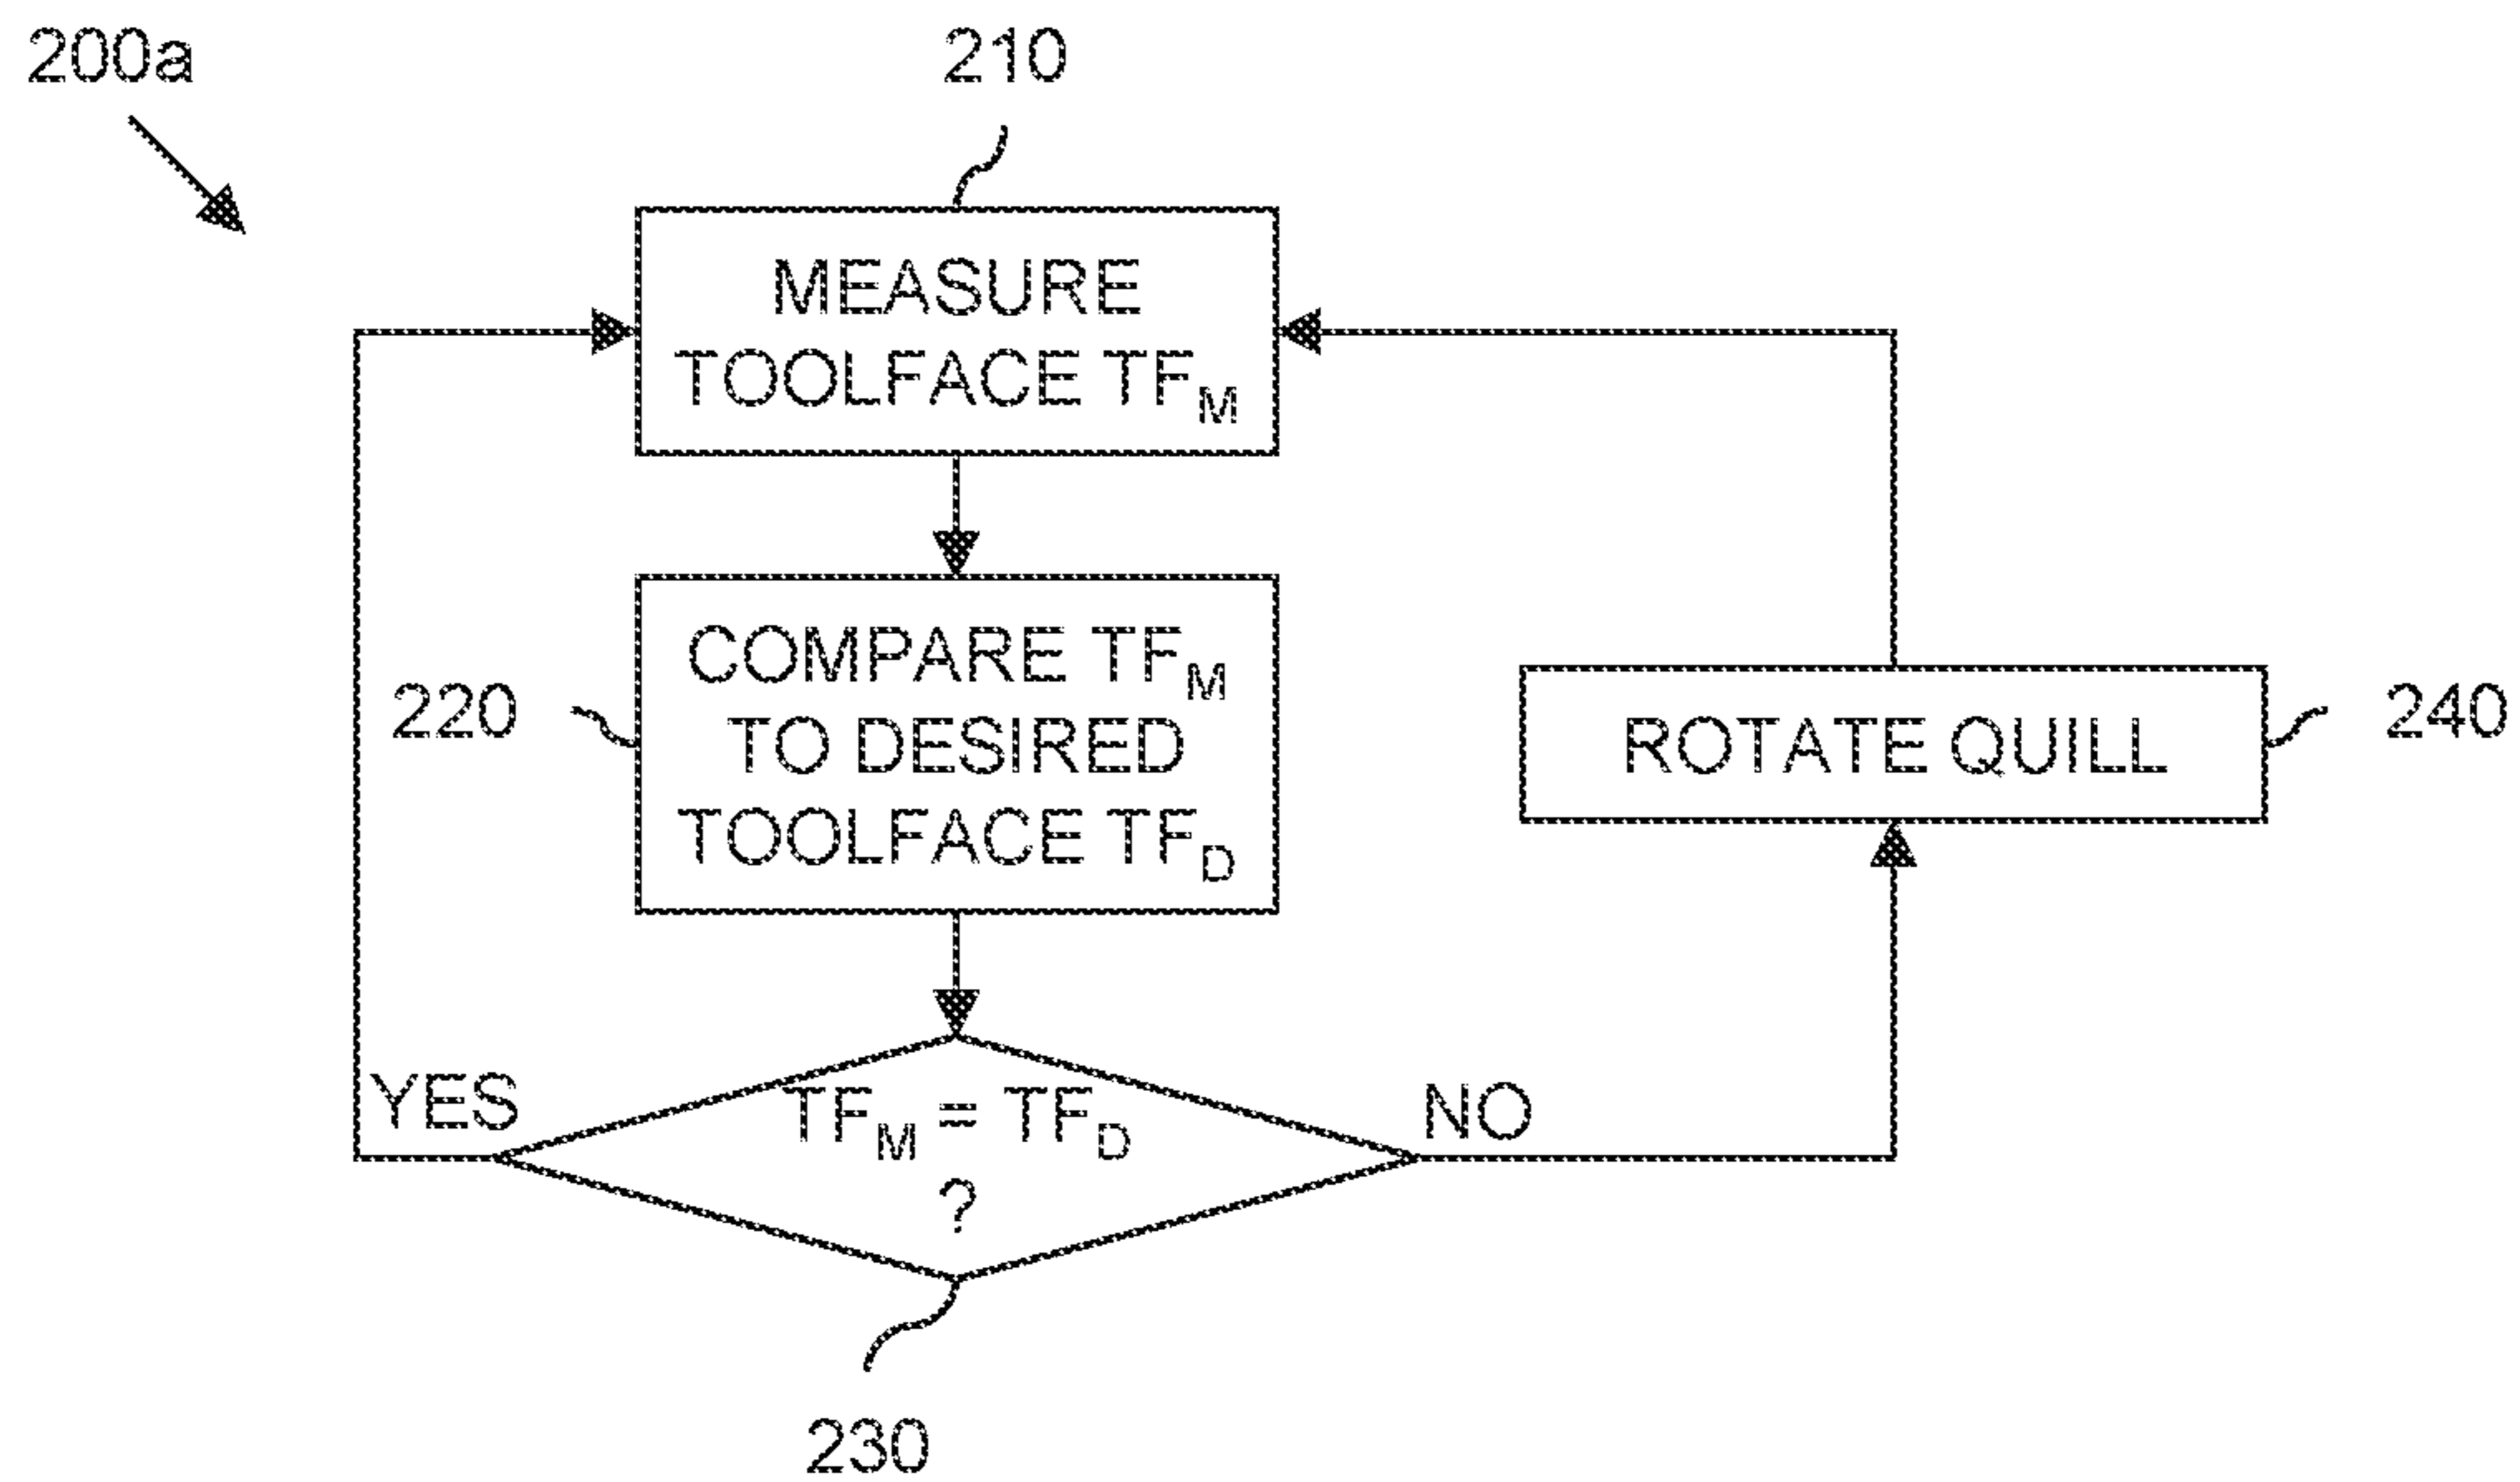 200a
210
MEASURE
TOOLFACE TF_M
COMPARE TF_M
TO DESIRED
TOOLFACE TF_D
220
ROTATE QUILL
240
YES
TF_M = TF_D
?
NO
230